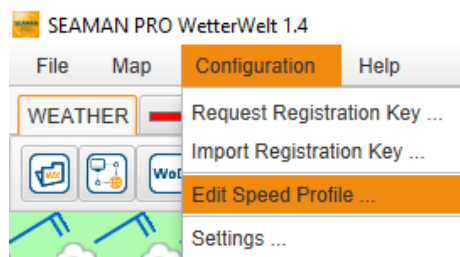 SEAMAN PRO WetterWelt 1.4
File Map Configuration Help
WEATHER
Request Registration Key ...
Import Registration Key ...
Edit Speed Profile ...
Settings ...